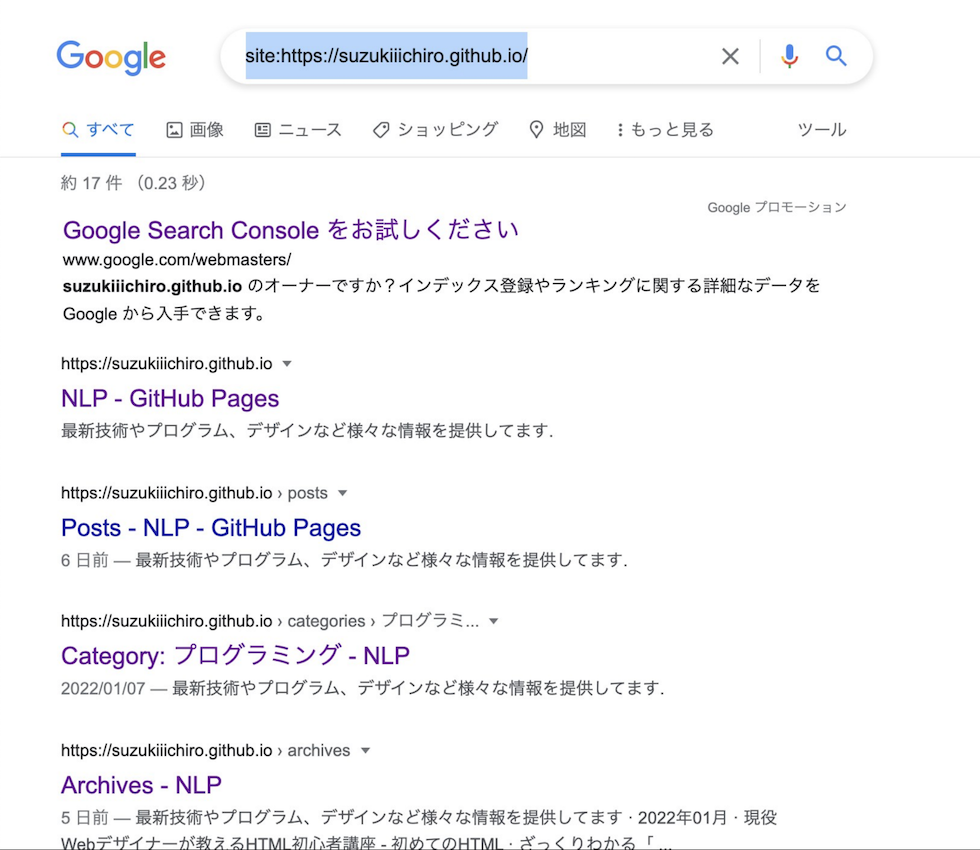 Google
site:https://suzukiiichiro.github.io/
すべて 画像 ニュース ショッピング 地図 もっと見る ツール
約 17 件 （0.23 秒）
Google プロモーション
Google Search Console をお試しください
www.google.com/webmasters/
suzukiiichiro.github.io のオーナーですか？インデックス登録やランキングに関する詳細なデータを
Google から入手できます。
https://suzukiiichiro.github.io
NLP - GitHub Pages
最新技術やプログラム、デザインなど様々な情報を提供してます.
https://suzukiiichiro.github.io › posts
Posts - NLP - GitHub Pages
6 日前 — 最新技術やプログラム、デザインなど様々な情報を提供してます.
https://suzukiiichiro.github.io › categories › プログラミ...
Category: プログラミング - NLP
2022/01/07 — 最新技術やプログラム、デザインなど様々な情報を提供してます.
https://suzukiiichiro.github.io › archives
Archives - NLP
5 日前 — 最新技術やプログラム、デザインなど様々な情報を提供してます · 2022年01月 · 現役
Webデザイナーが教えるHTML初心者講座 - 初めてのHTML · ざっくりわかる「 ...